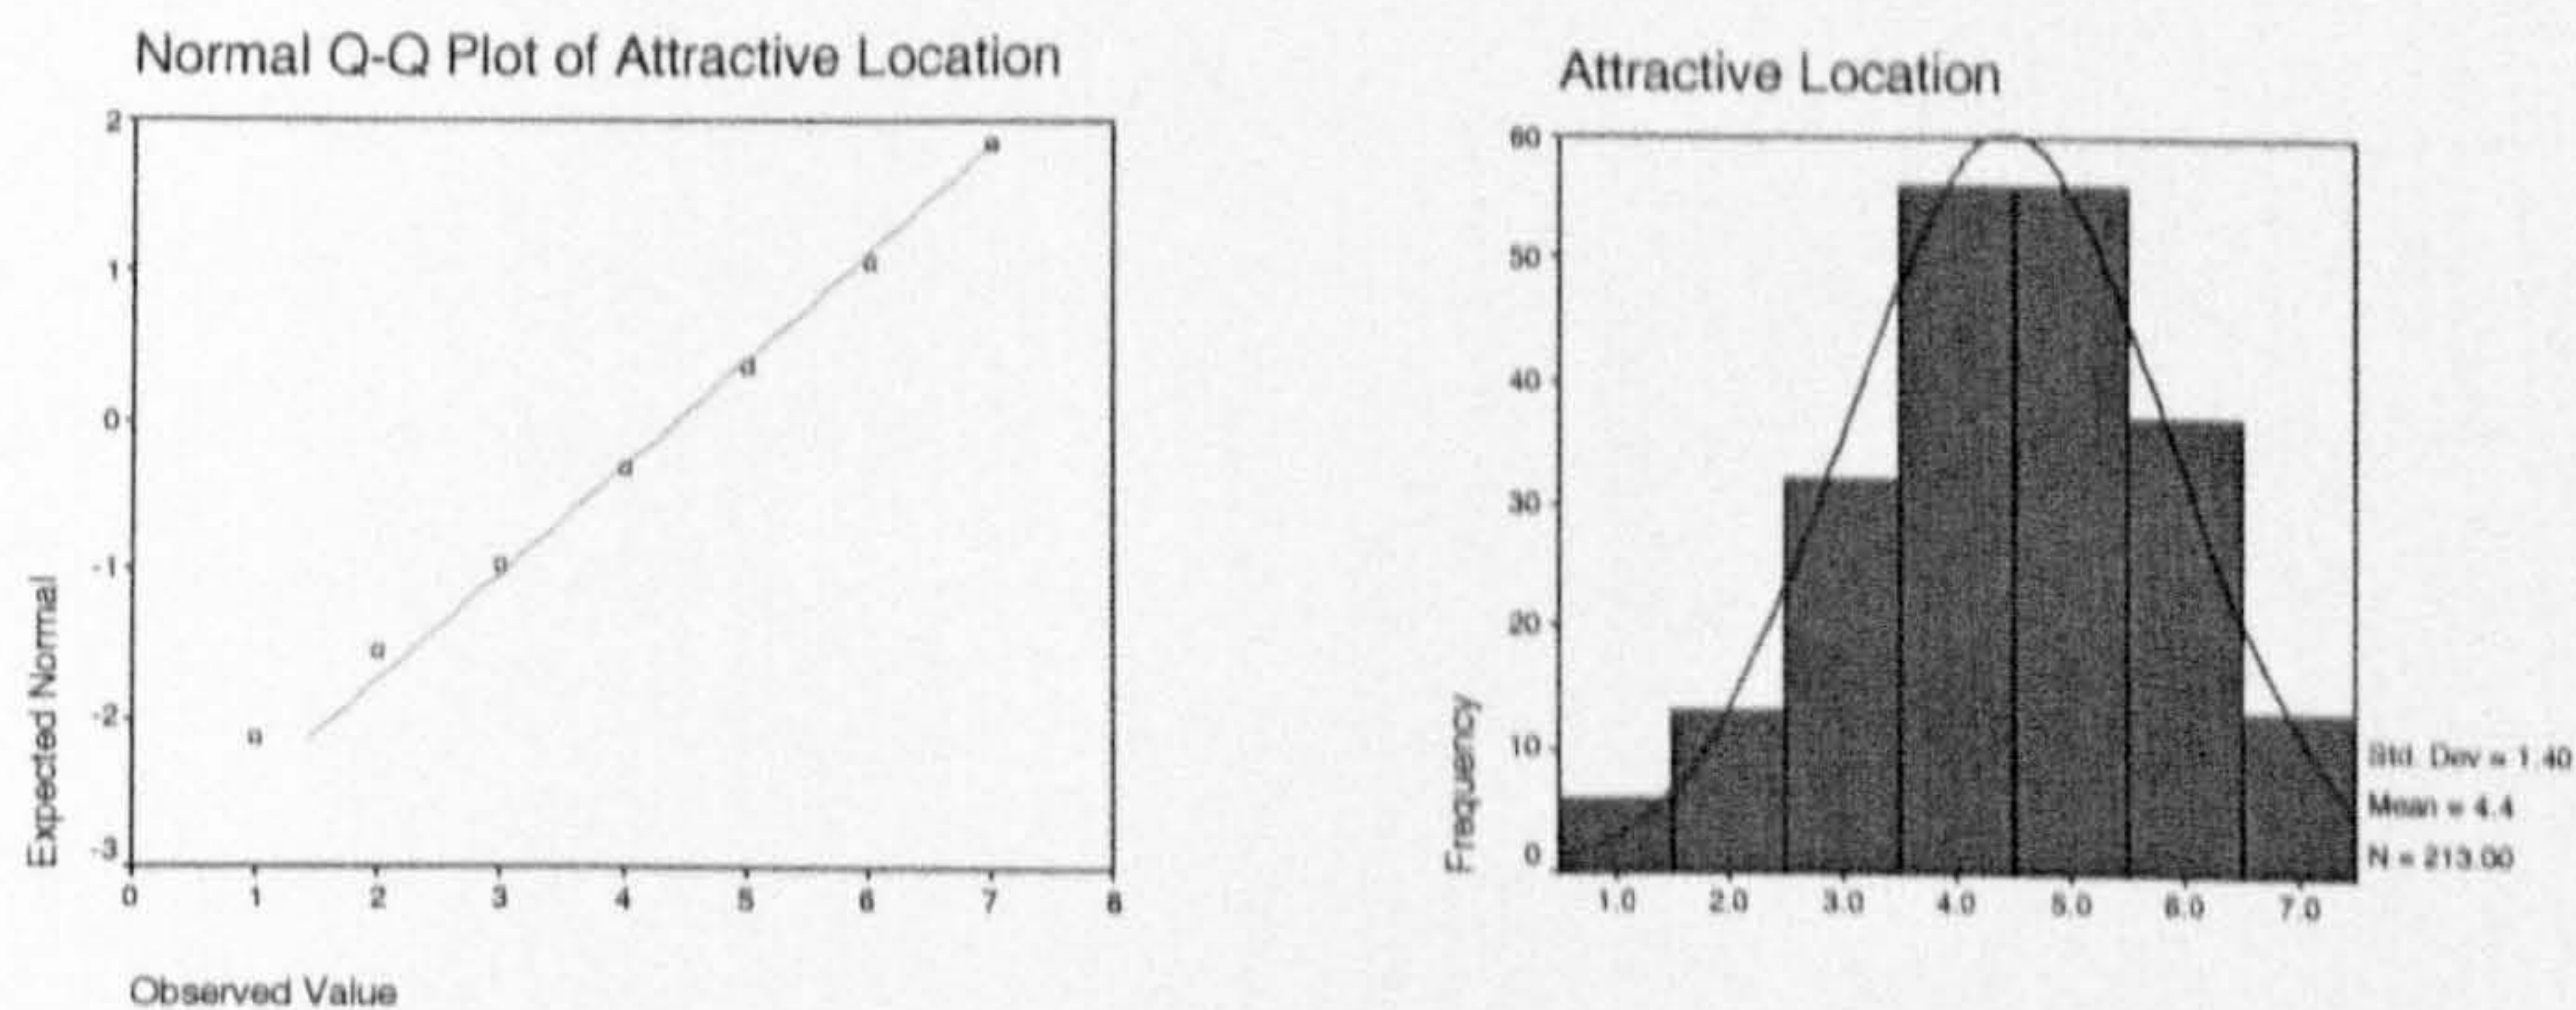 Normal Q-Q Plot of Attractive Location
2
1
0
-1
-2
-3
Expected Normal
0 1 2 3 4 5 6 7 8
Observed Value
Attractive Location
60
50
40
30
20
10
0
Frequency
1.0 2.0 3.0 4.0 5.0 6.0 7.0
Std. Dev = 1.40
Mean = 4.4
N = 213.00